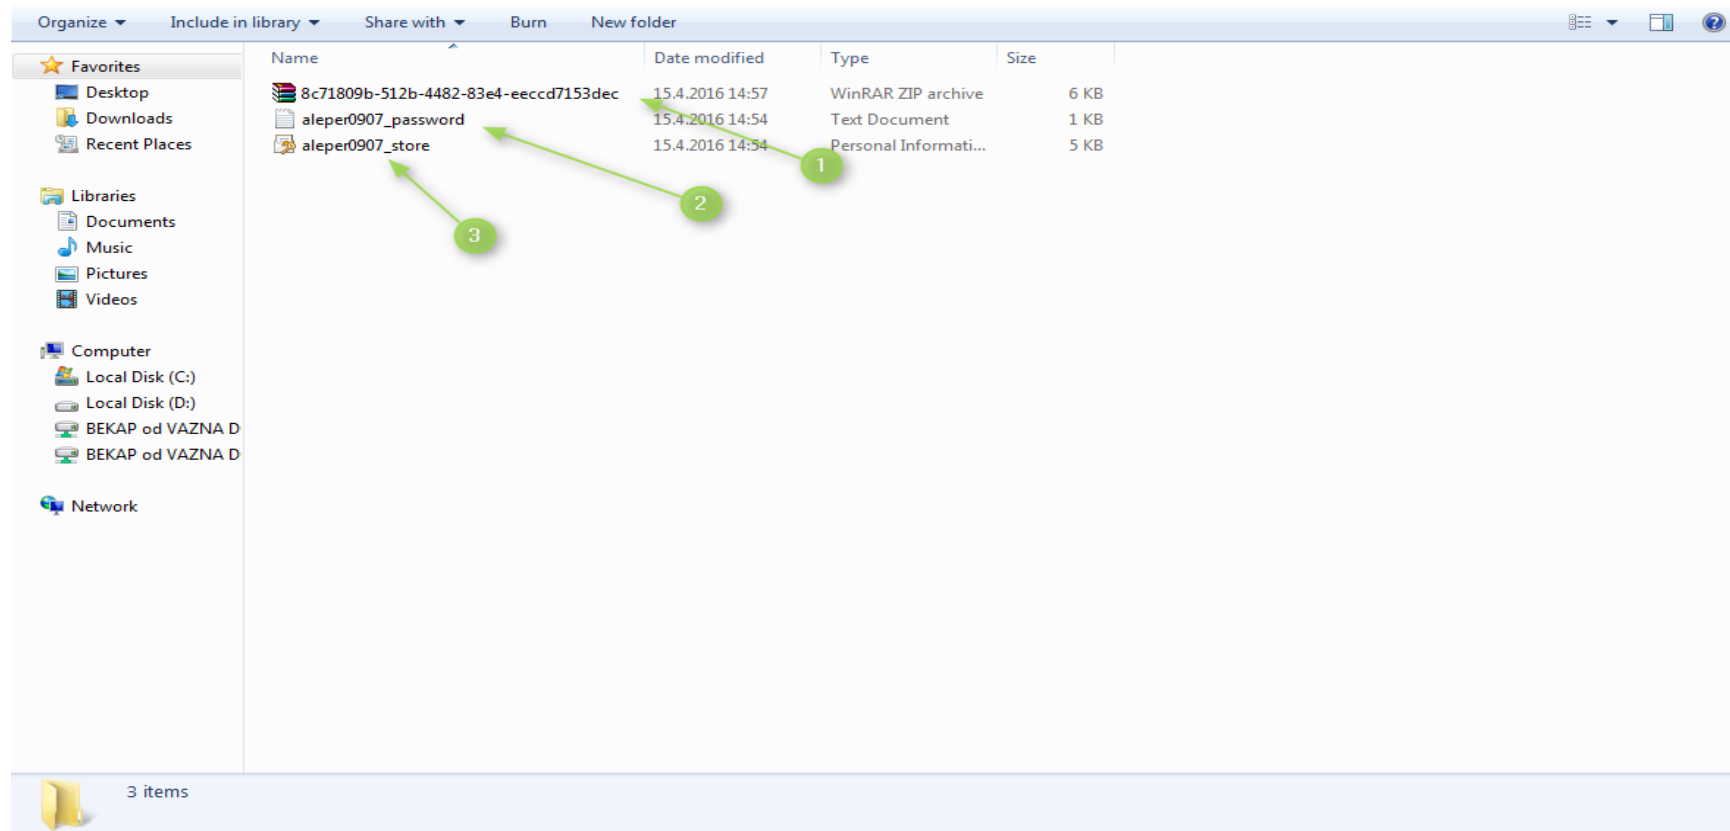 Organize Include in library Share with Burn New folder
Name Date modified Type Size
Favorites
Desktop
Downloads
Recent Places
Libraries
Documents
Music
Pictures
Videos
Computer
Local Disk (C:)
Local Disk (D:)
BEKAP od VAZNA D
BEKAP od VAZNA D
Network
8c71809b-512b-4482-83e4-eeccd7153dec 15.4.2016 14:57 WinRAR ZIP archive 6 KB
aleper0907_password 15.4.2016 14:54 Text Document 1 KB
aleper0907_store 15.4.2016 14:54 Personal Informati... 5 KB
1
2
3
3 items